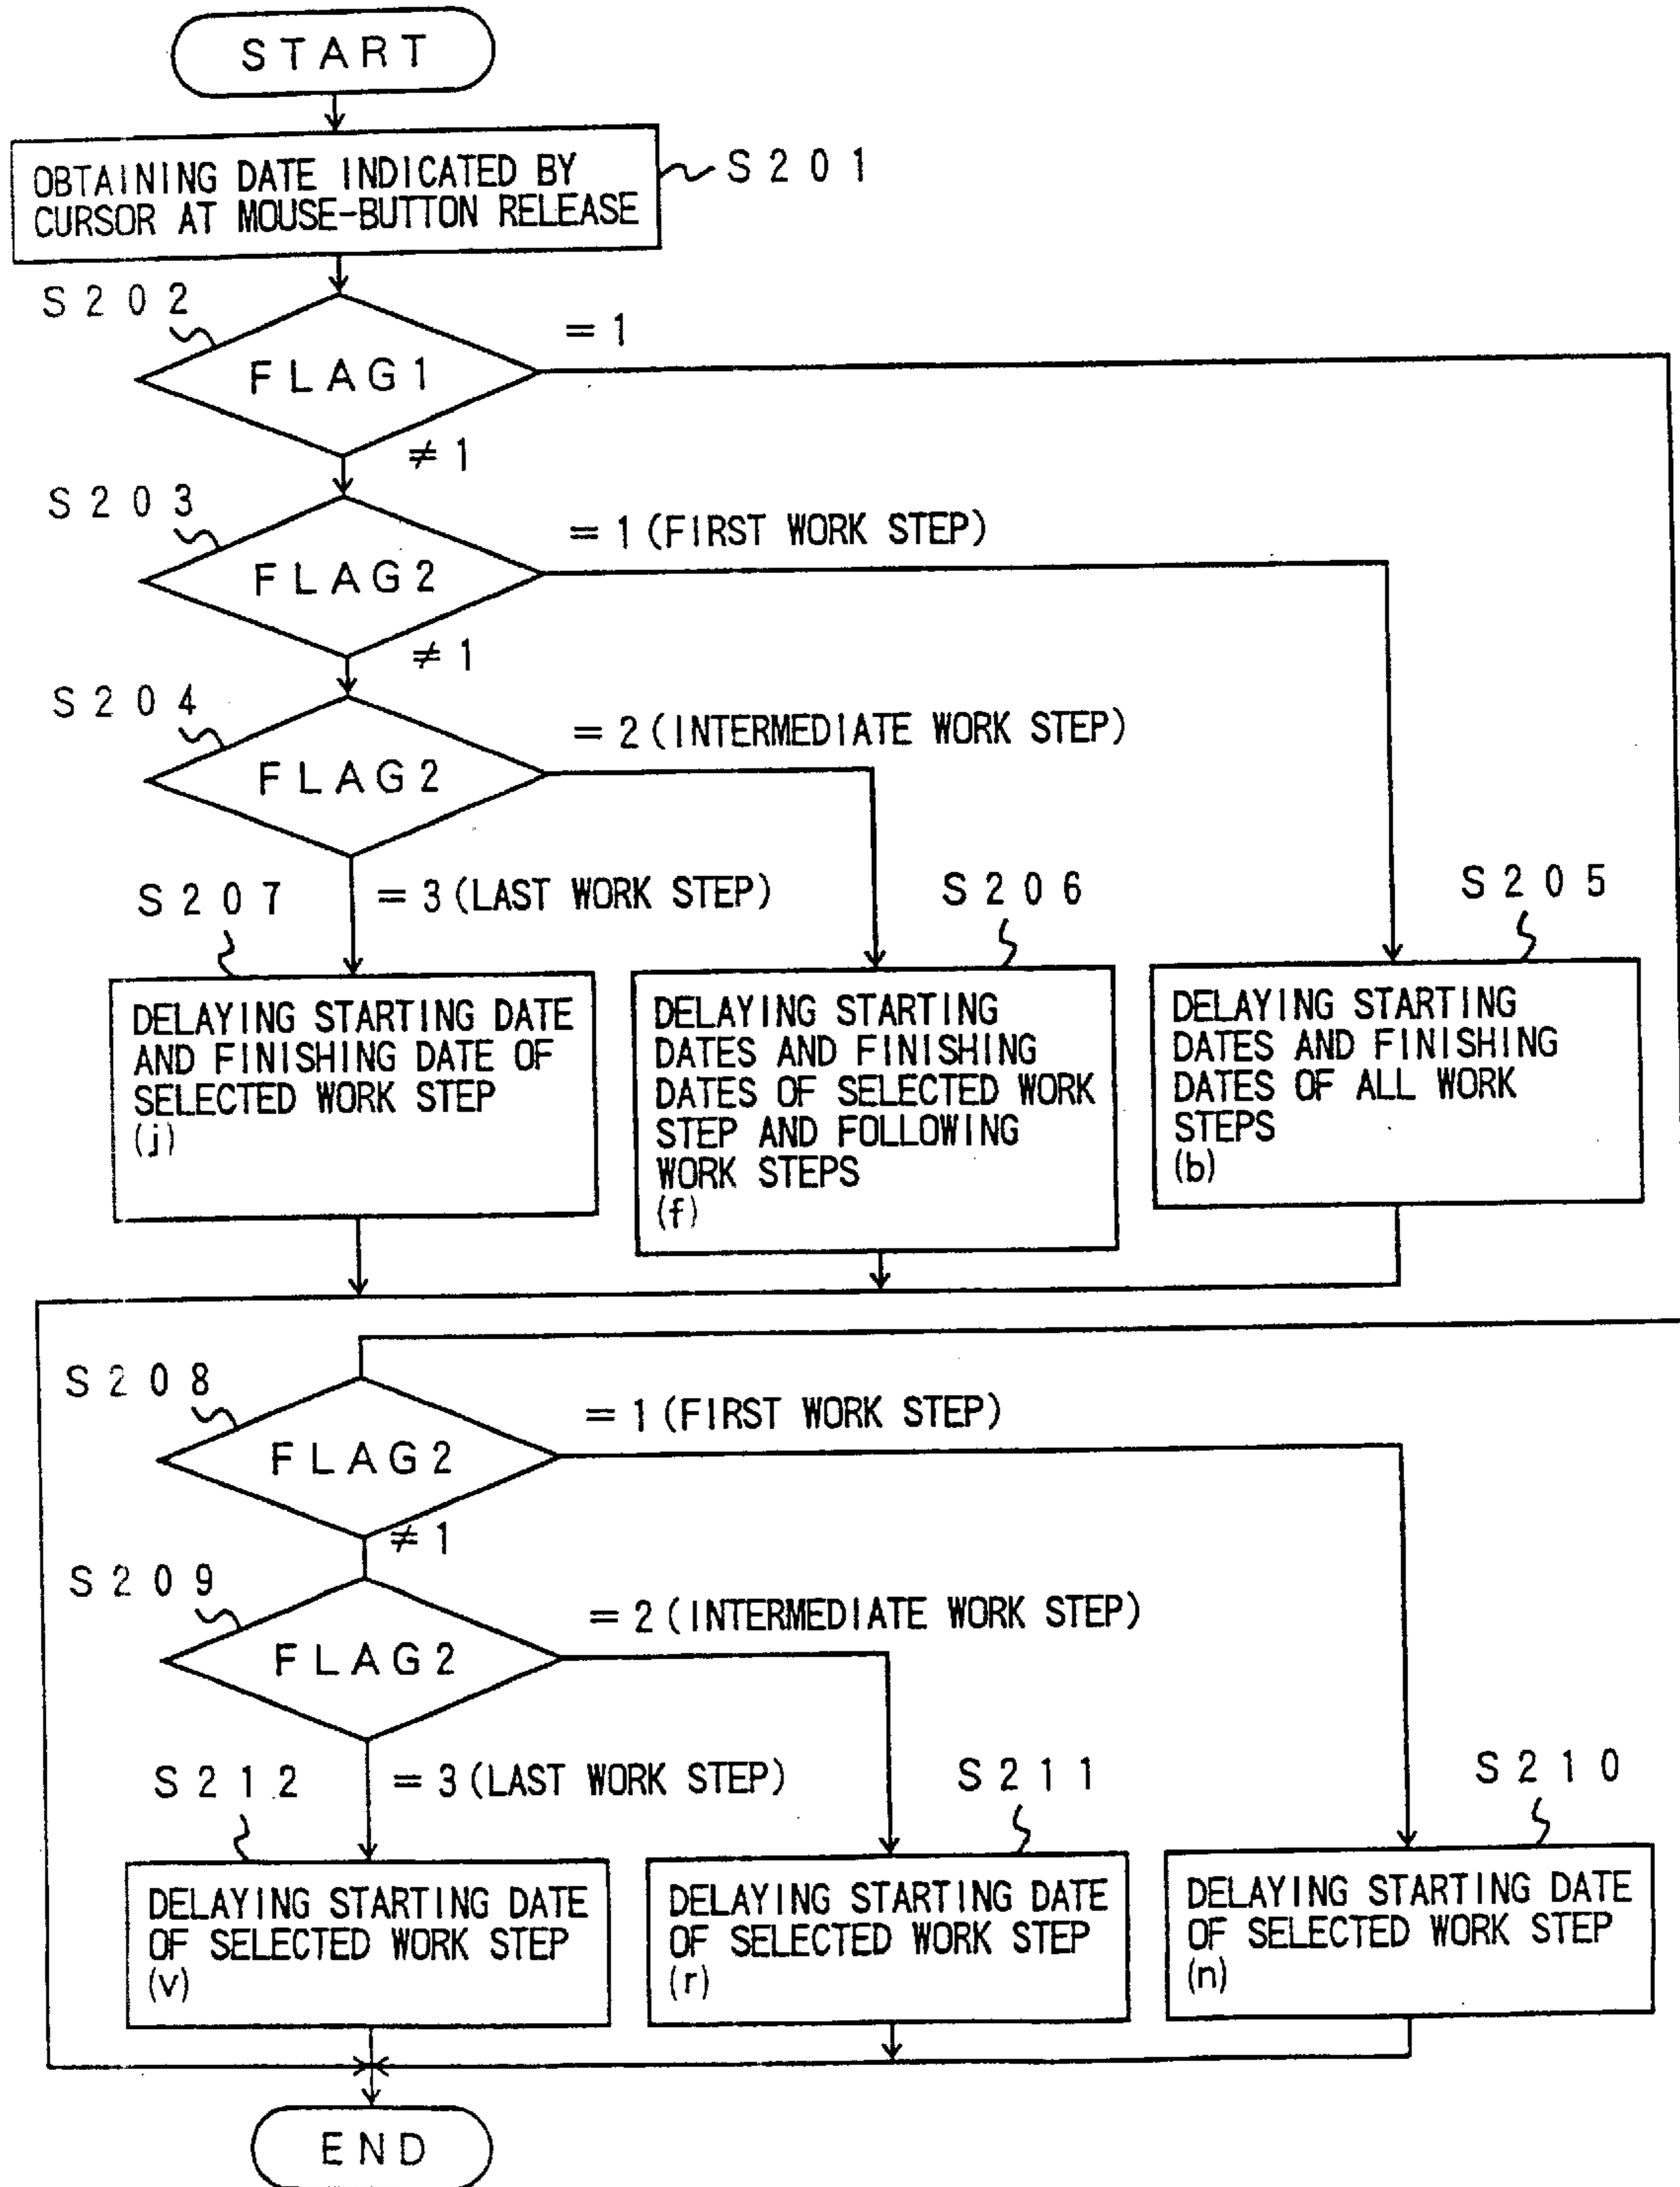 START
OBTAINING DATE INDICATED BY
CURSOR AT MOUSE-BUTTON RELEASE
S201
S202
FLAG1
=1
≠1
S203
FLAG2
=1(FIRST WORK STEP)
≠1
S204
FLAG2
=2(INTERMEDIATE WORK STEP)
=3(LAST WORK STEP)
S207
S206
S205
DELAYING STARTING DATE
AND FINISHING DATE OF
SELECTED WORK STEP
(j)
DELAYING STARTING
DATES AND FINISHING
DATES OF SELECTED WORK
STEP AND FOLLOWING
WORK STEPS
(f)
DELAYING STARTING
DATES AND FINISHING
DATES OF ALL WORK
STEPS
(b)
S208
FLAG2
=1(FIRST WORK STEP)
≠1
S209
FLAG2
=2(INTERMEDIATE WORK STEP)
=3(LAST WORK STEP)
S212
S211
S210
DELAYING STARTING DATE
OF SELECTED WORK STEP
(v)
DELAYING STARTING DATE
OF SELECTED WORK STEP
(r)
DELAYING STARTING DATE
OF SELECTED WORK STEP
(n)
END